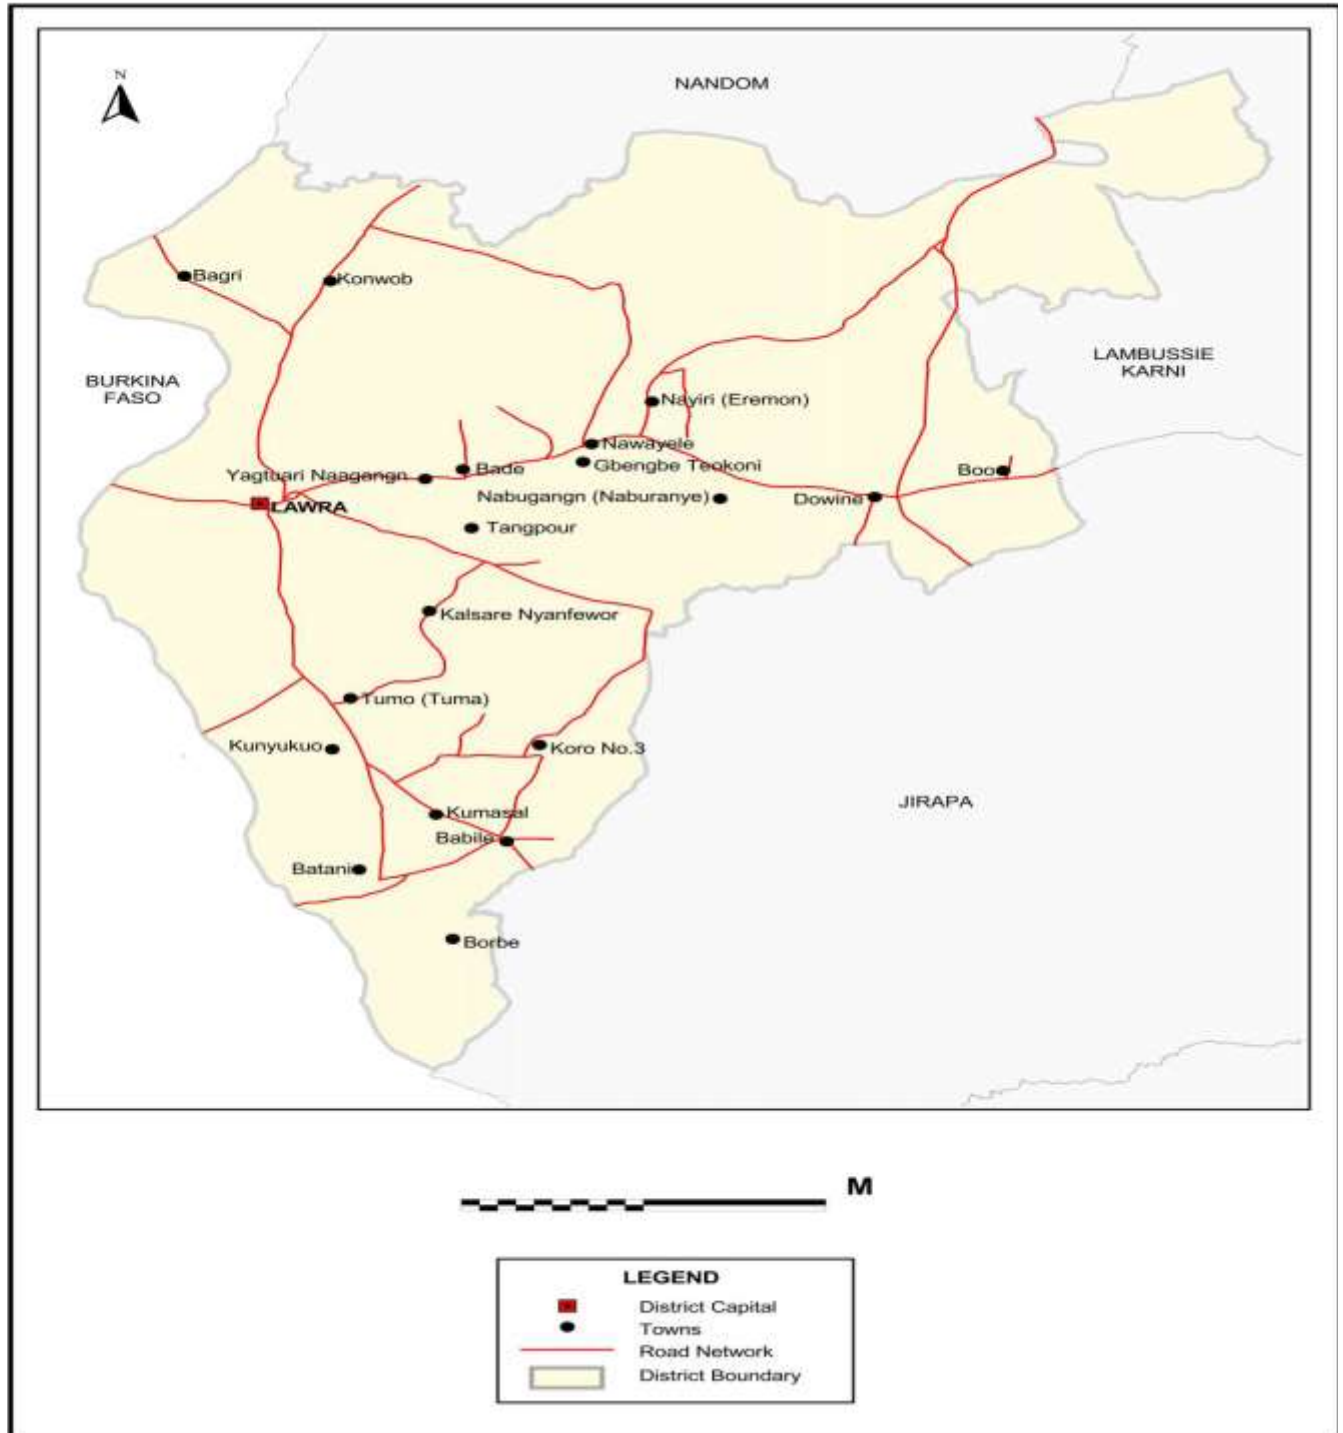 N
NANDOM
Bagri
Konwob
LAMBUSSIE
KARNI
BURKINA
FASO
Nayiri (Eremon)
Nawayele
Gbengbe Teokoni
Bade
Yagtuari Naagangn
Boo
Nabugangn (Naburanye)
Dowine
LAWRA
Tangpour
Kalsare Nyanfewor
Tumo (Tuma)
Kunyukuo
Koro No.3
JIRAPA
Kumasal
Babile
Batani
Borbe
M
LEGEND
District Capital
Towns
Road Network
District Boundary